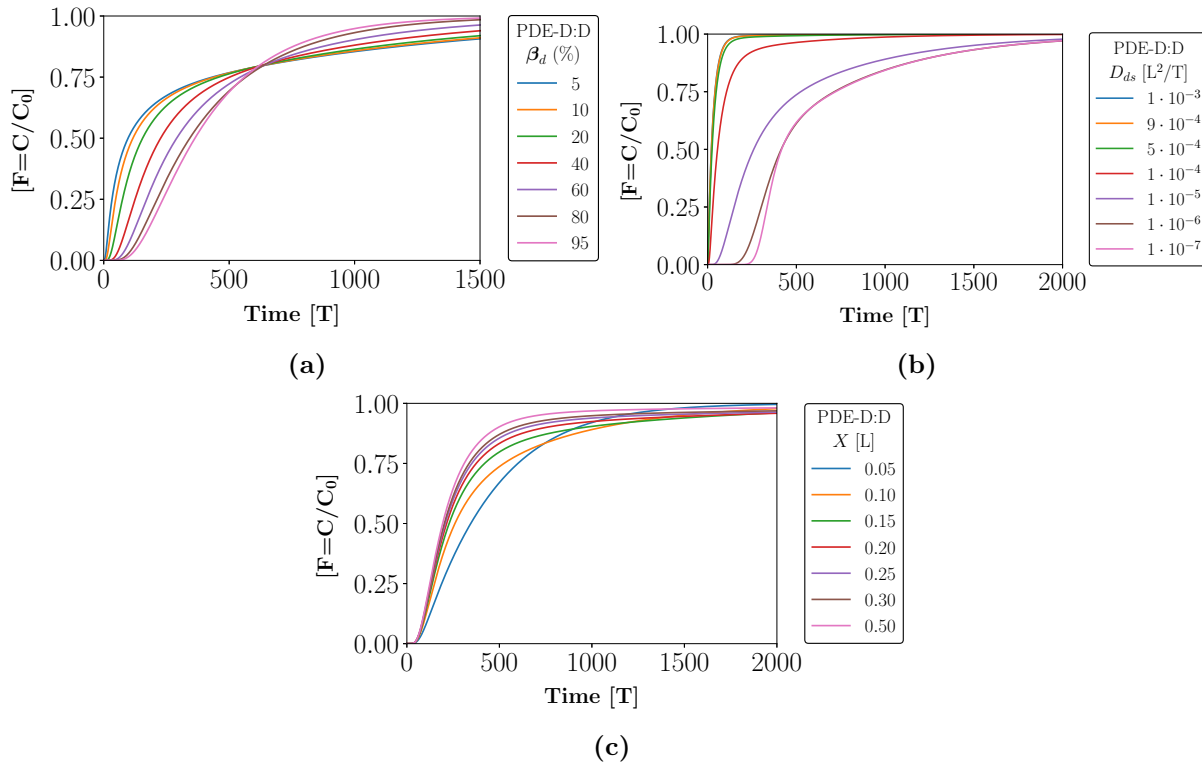 1.00
0.75
0.50
0.25
0.00
[F=C/C₀]
0
500
1000
1500
Time [T]
PDE-D:D
β_d (%)
5
10
20
40
60
80
95
(a)
1.00
0.75
0.50
0.25
0.00
[F=C/C₀]
0
500
1000
1500
2000
Time [T]
PDE-D:D
D_ds [L²/T]
1 · 10⁻³
9 · 10⁻⁴
5 · 10⁻⁴
1 · 10⁻⁴
1 · 10⁻⁵
1 · 10⁻⁶
1 · 10⁻⁷
(b)
1.00
0.75
0.50
0.25
0.00
[F=C/C₀]
0
500
1000
1500
2000
Time [T]
PDE-D:D
X [L]
0.05
0.10
0.15
0.20
0.25
0.30
0.50
(c)